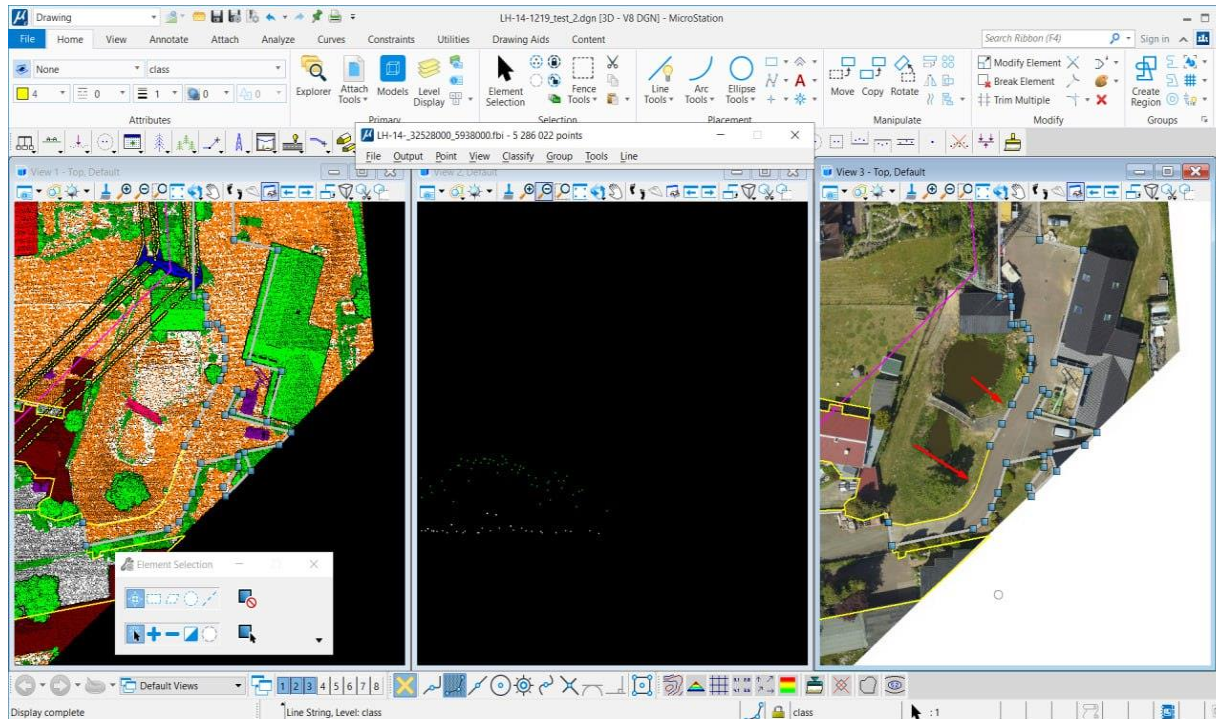 Drawing
LH-14-1219_test_2.dgn [3D - V8 DGN] - MicroStation
File Home View Annotate Attach Analyze Curves Constraints Utilities Drawing Aids Content
Search Ribbon (F4) Sign in
None class
4 0 1 0 0
Explorer Attach Tools Models Level Display Element Selection Fence Tools Line Tools Arc Tools Ellipse Tools Move Copy Rotate Modify Element Break Element Trim Multiple Create Region
Attributes Primary Selection Placement Manipulate Modify Groups
LH-14-_32528000_5938000.fbi - 5 286 022 points
File Output Point View Classify Group Tools Line
View 1 - Top, Default
View 2, Default
View 3 - Top, Default
Element Selection
Default Views 1 2 3 4 5 6 7 8
Display complete
Line String, Level: class
class
: 1